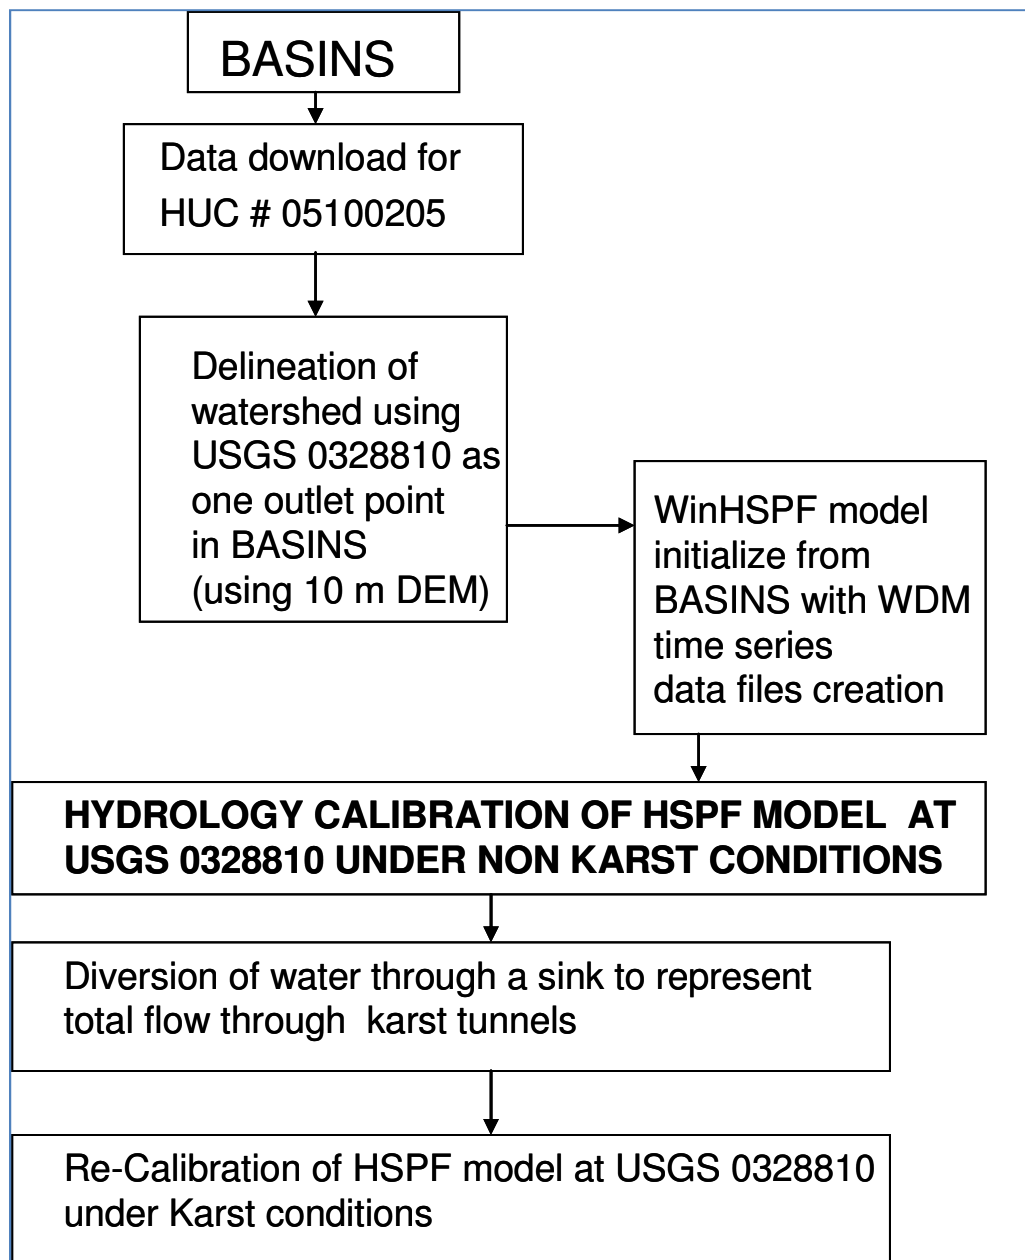 BASINS
Data download for
HUC # 05100205
Delineation of
watershed using
USGS 0328810 as
one outlet point
in BASINS
(using 10 m DEM)
WinHSPF model
initialize from
BASINS with WDM
time series
data files creation
HYDROLOGY CALIBRATION OF HSPF MODEL AT
USGS 0328810 UNDER NON KARST CONDITIONS
Diversion of water through a sink to represent
total flow through karst tunnels
Re-Calibration of HSPF model at USGS 0328810
under Karst conditions